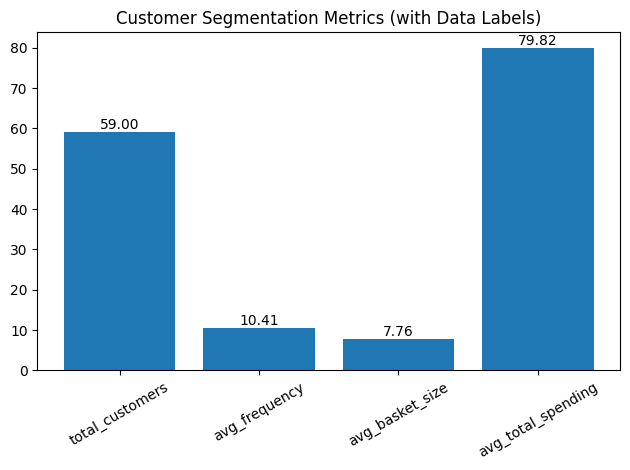 Customer Segmentation Metrics (with Data Labels)
80
70
60
50
40
30
20
10
0
59.00
10.41
7.76
79.82
total_customers
avg_frequency
avg_basket_size
avg_total_spending